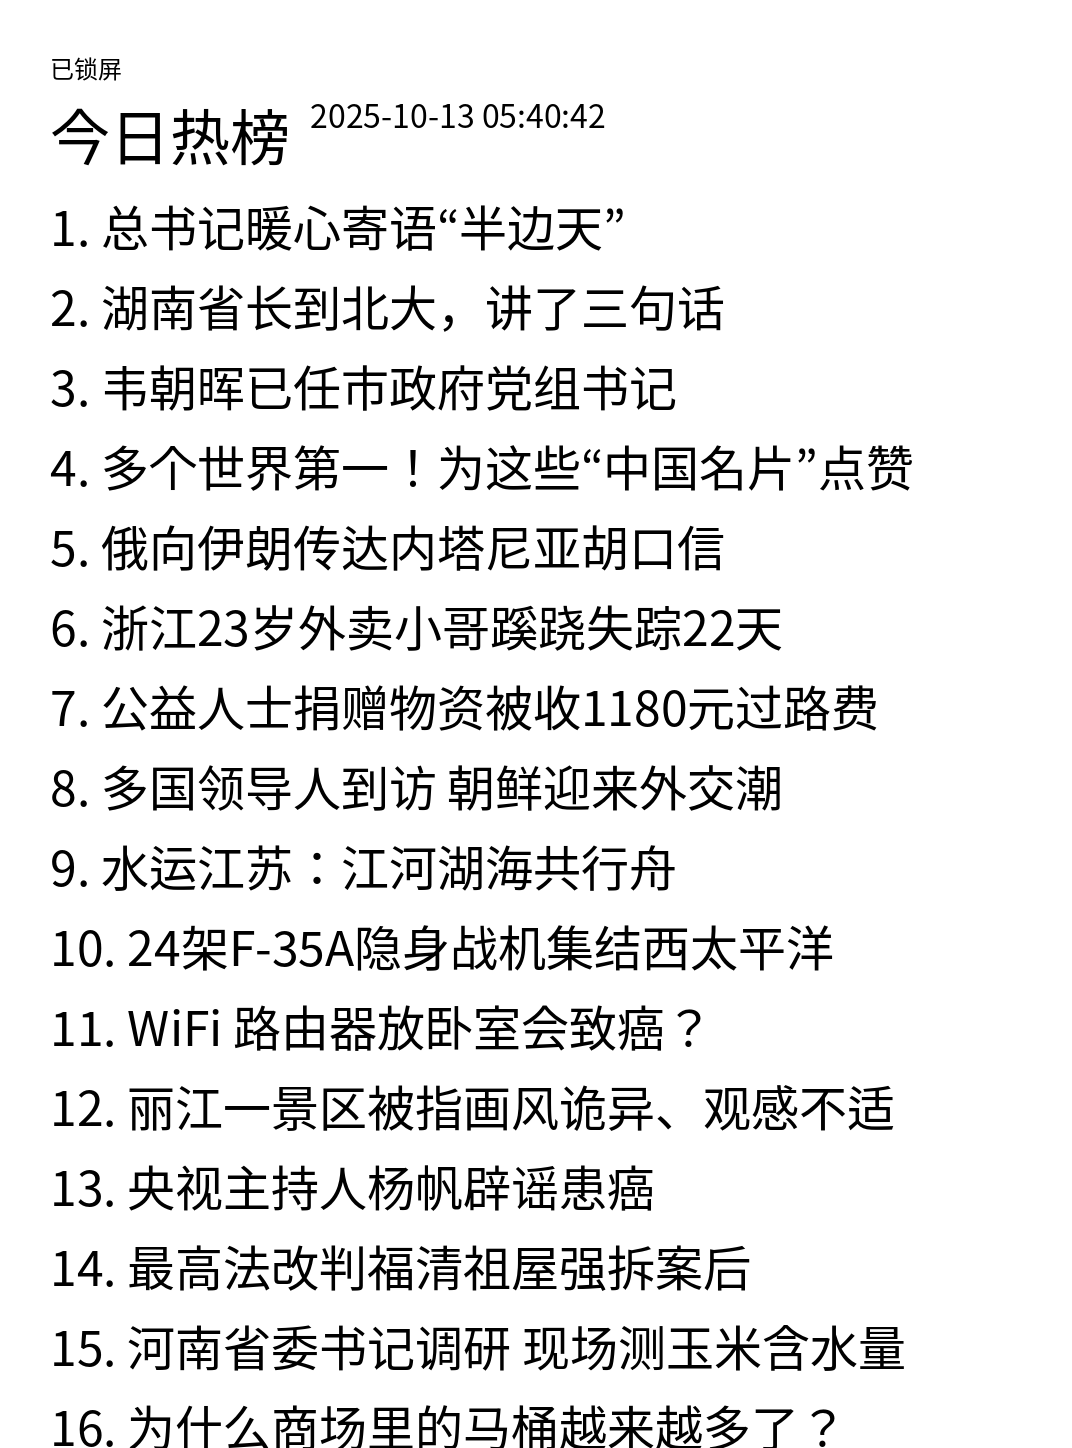 已锁屏
今日热榜 2025-10-13 05:40:42
1. 总书记暖心寄语“半边天”
2. 湖南省长到北大，讲了三句话
3. 韦朝晖已任市政府党组书记
4. 多个世界第一！为这些“中国名片”点赞
5. 俄向伊朗传达内塔尼亚胡口信
6. 浙江23岁外卖小哥蹊跷失踪22天
7. 公益人士捐赠物资被收1180元过路费
8. 多国领导人到访 朝鲜迎来外交潮
9. 水运江苏：江河湖海共行舟
10. 24架F-35A隐身战机集结西太平洋
11. WiFi 路由器放卧室会致癌？
12. 丽江一景区被指画风诡异、观感不适
13. 央视主持人杨帆辟谣患癌
14. 最高法改判福清祖屋强拆案后
15. 河南省委书记调研 现场测玉米含水量
16. 为什么商场里的马桶越来越多了？